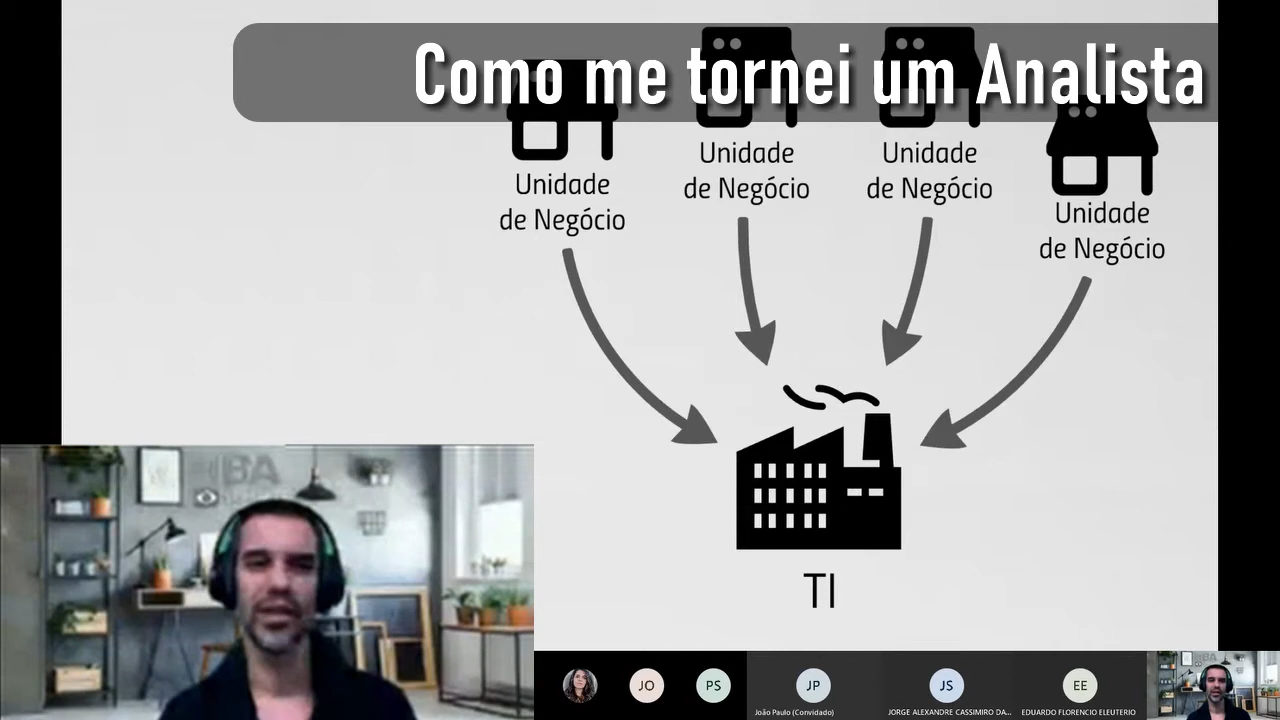 Como me tornei um Analista
Unidade
de Negócio
Unidade
de Negócio
Unidade
de Negócio
Unidade
de Negócio
TI
BA
JO
PS
JP
JS
EE
João Paulo (Convidado)
JORGE ALEXANDRE CASSIMIRO DA...
EDUARDO FLORENCIO ELEUTERIO